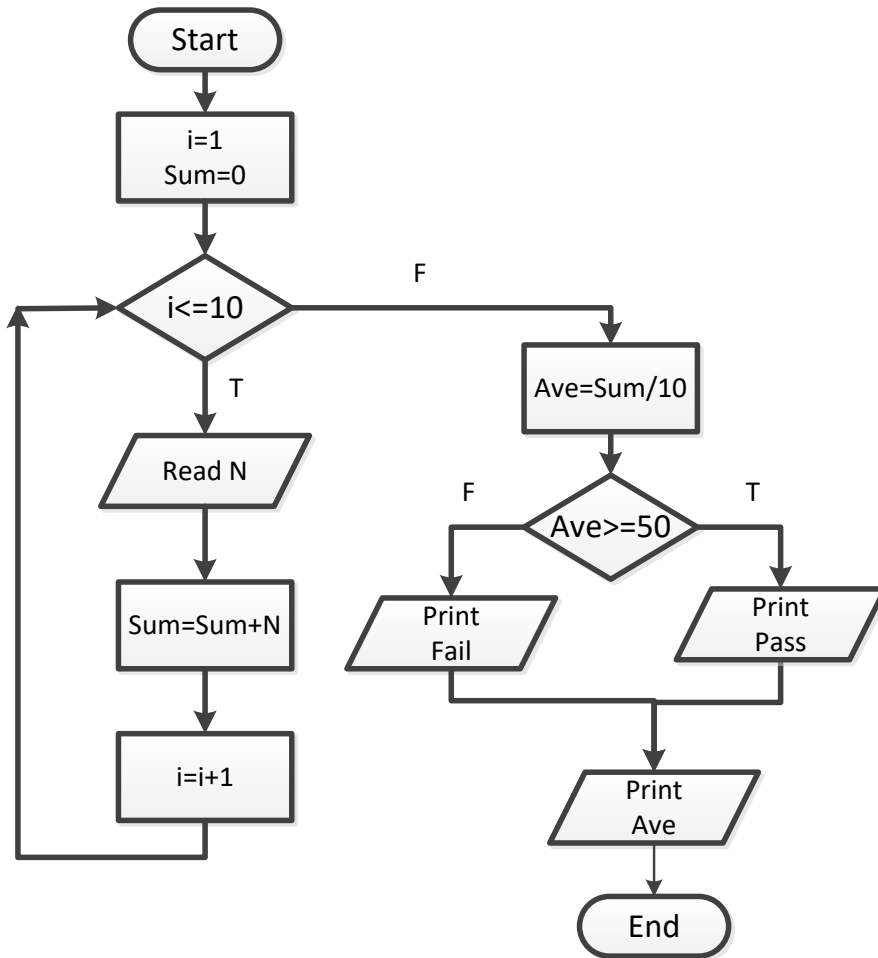 Start
i=1
Sum=0
i<=10
F
T
Read N
Sum=Sum+N
i=i+1
Ave=Sum/10
Ave>=50
F
T
Print
Fail
Print
Pass
Print
Ave
End